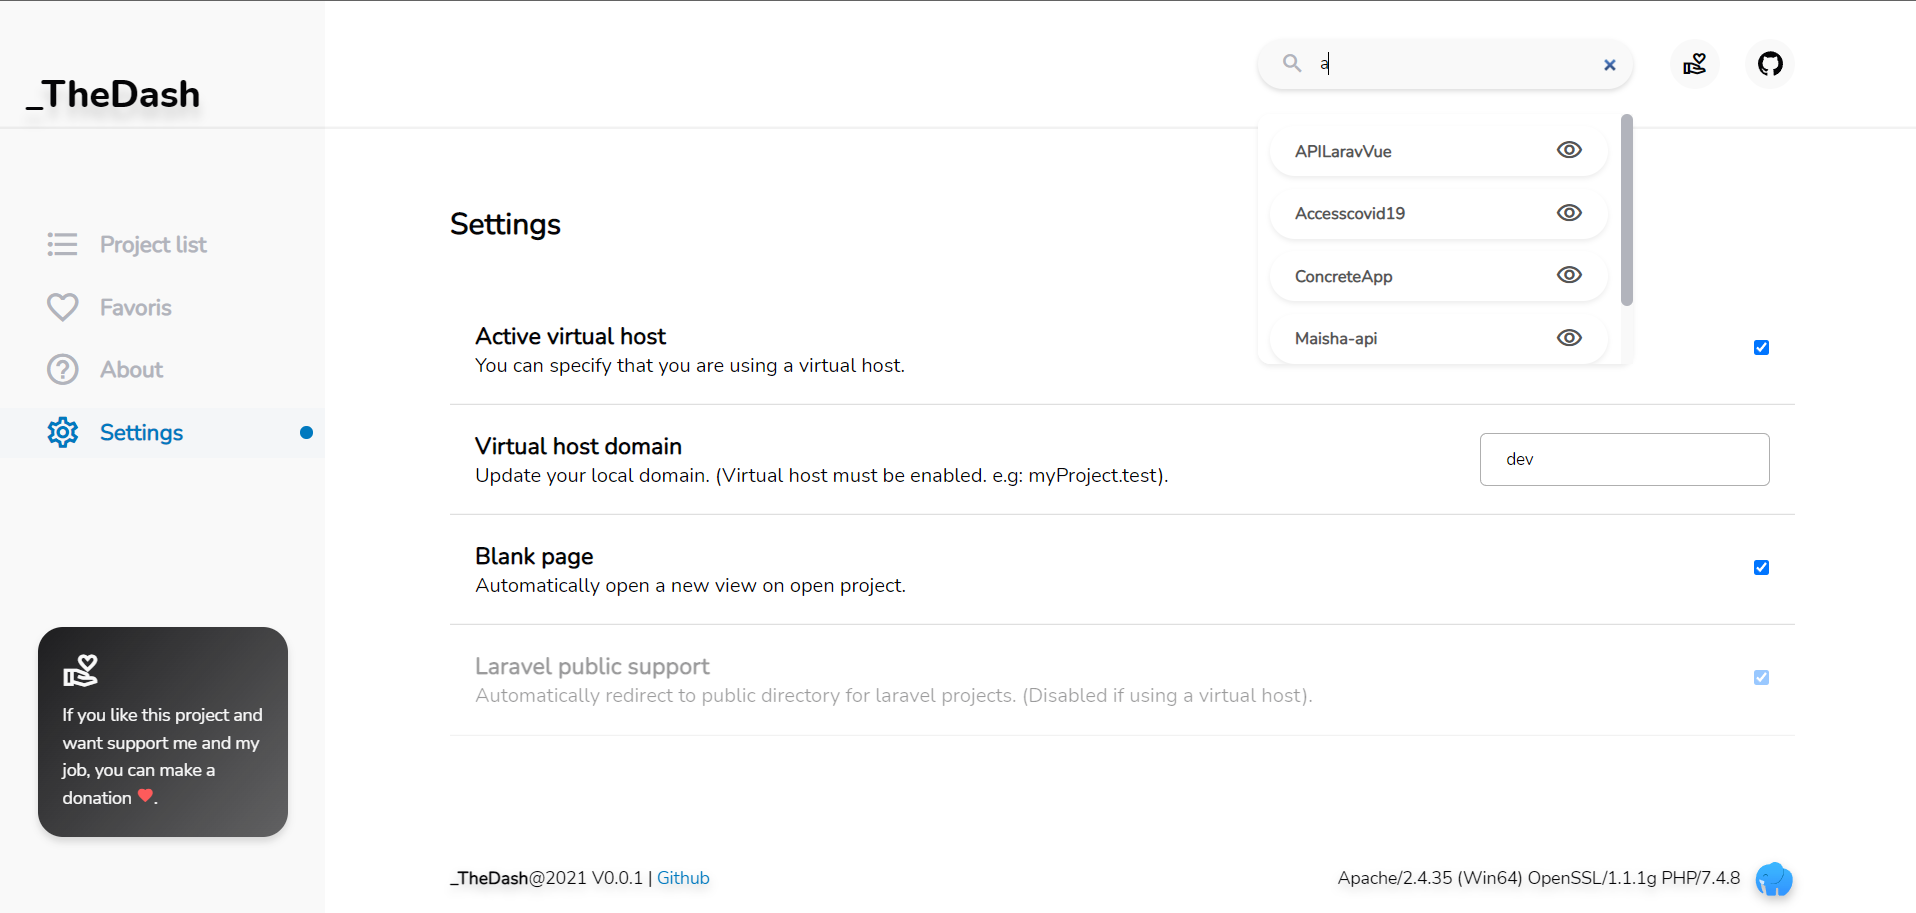 _TheDash
a
Project list
Favoris
About
Settings
If you like this project and
want support me and my
job, you can make a
donation ❤.
APILaravVue
Accesscovid19
ConcreteApp
Maisha-api
Settings
Active virtual host
You can specify that you are using a virtual host.
Virtual host domain
Update your local domain. (Virtual host must be enabled. e.g: myProject.test).
dev
Blank page
Automatically open a new view on open project.
Laravel public support
Automatically redirect to public directory for laravel projects. (Disabled if using a virtual host).
_TheDash@2021 V0.0.1 | Github
Apache/2.4.35 (Win64) OpenSSL/1.1.1g PHP/7.4.8